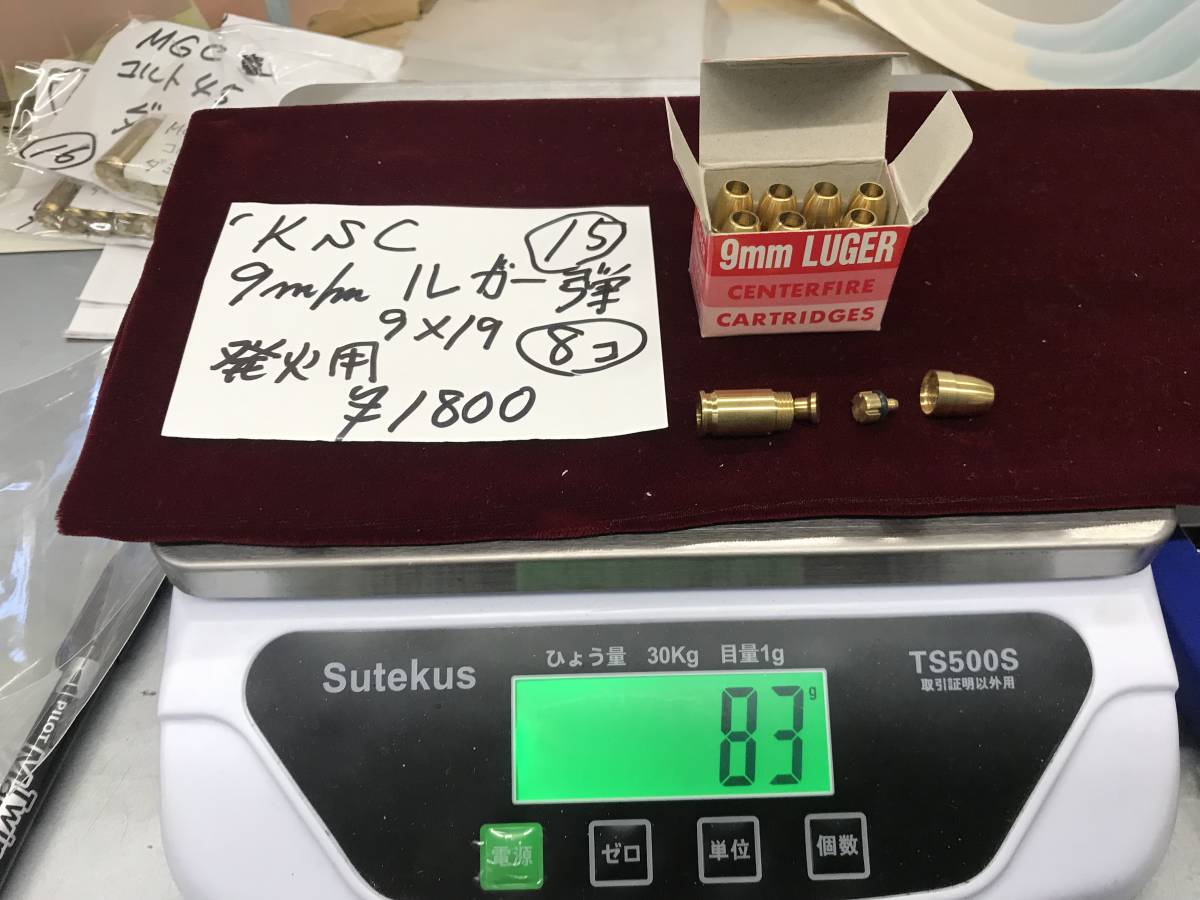 MGC
コルト45
16
KSC
15
9m/m ルガー弾
9×19
8コ
発火用
¥1800
9mm LUGER
CENTERFIRE
CARTRIDGES
Sutekus
ひょう量 30Kg 目量1g
TS500S
取引証明以外用
83g
電源
ゼロ
単位
個数
PILOT